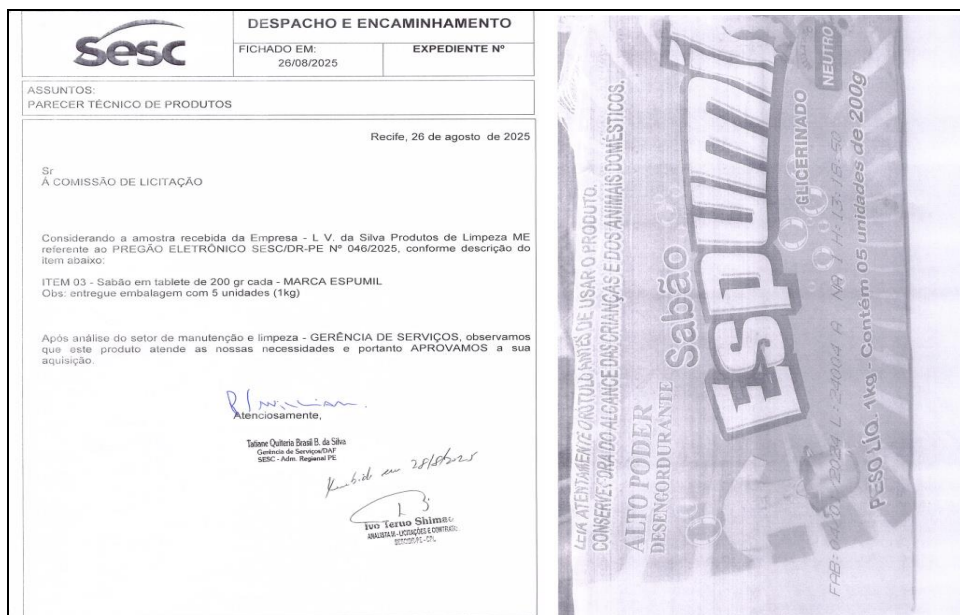 Sesc
DESPACHO E ENCAMINHAMENTO
FICHADO EM:
26/08/2025
EXPEDIENTE Nº
ASSUNTOS:
PARECER TÉCNICO DE PRODUTOS
Recife, 26 de agosto de 2025
Sr
À COMISSÃO DE LICITAÇÃO
Considerando a amostra recebida da Empresa - L V. da Silva Produtos de Limpeza ME
referente ao PREGÃO ELETRÔNICO SESC/DR-PE Nº 046/2025, conforme descrição do
item abaixo:
ITEM 03 - Sabão em tablete de 200 gr cada - MARCA ESPUMIL
Obs: entregue embalagem com 5 unidades (1kg)
Após análise do setor de manutenção e limpeza - GERÊNCIA DE SERVIÇOS, observamos
que este produto atende as nossas necessidades e portanto APROVAMOS a sua
aquisição.
Atenciosamente,
Tatiane Quiteria Brasil B. da Silva
Gerência de Serviços/DAF
SESC - Adm. Regional PE
Recebido em 28/8/2025
Ivo Teruo Shimao
ANALISTA III - LICITAÇÕES E CONTRATOS
LEIA ATENTAMENTE O RÓTULO ANTES DE USAR O PRODUTO.
CONSERVE FORA DO ALCANCE DAS CRIANÇAS E DOS ANIMAIS DOMÉSTICOS.
ALTO PODER
DESENGORDURANTE
Sabão
Espumil
GLICERINADO
NEUTRO
PESO LÍQ. 1kg - Contém 05 unidades de 200g